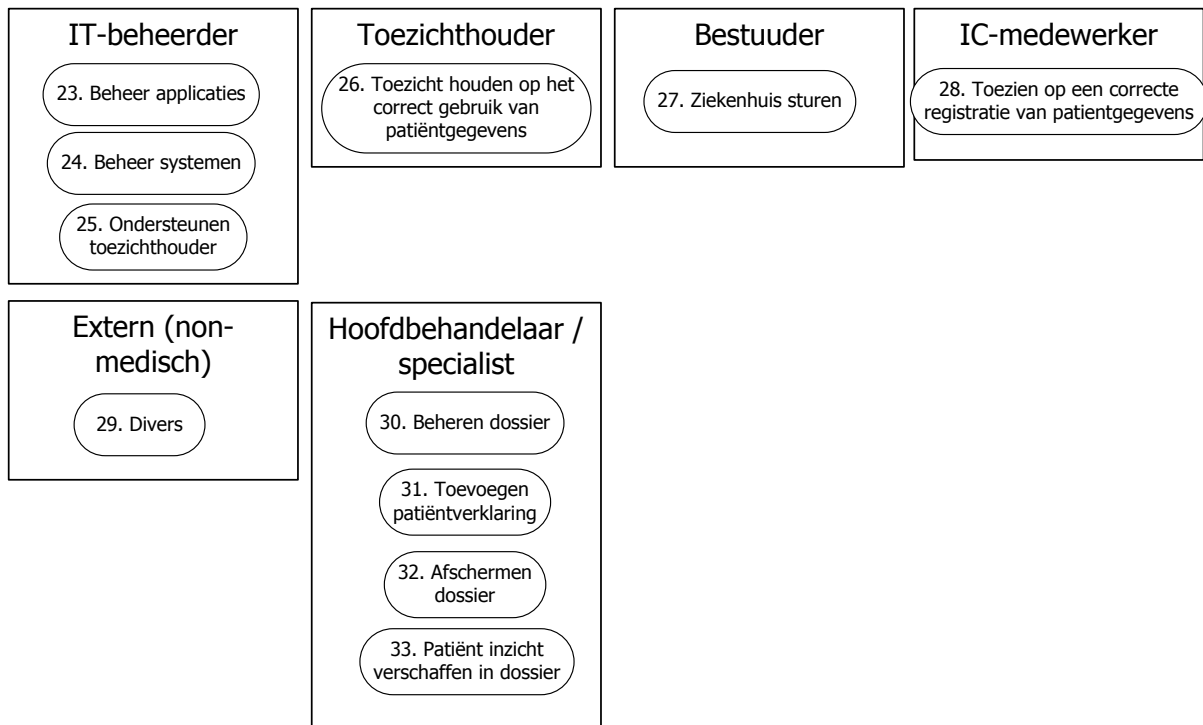 IT-beheerder
23. Beheer applicaties
24. Beheer systemen
25. Ondersteunen
toezichthouder
Toezichthouder
26. Toezicht houden op het
correct gebruik van
patiëntgegevens
Bestuuder
27. Ziekenhuis sturen
IC-medewerker
28. Toezien op een correcte
registratie van patientgegevens
Extern (non-
medisch)
29. Divers
Hoofdbehandelaar /
specialist
30. Beheren dossier
31. Toevoegen
patiëntverklaring
32. Afschermen
dossier
33. Patiënt inzicht
verschaffen in dossier